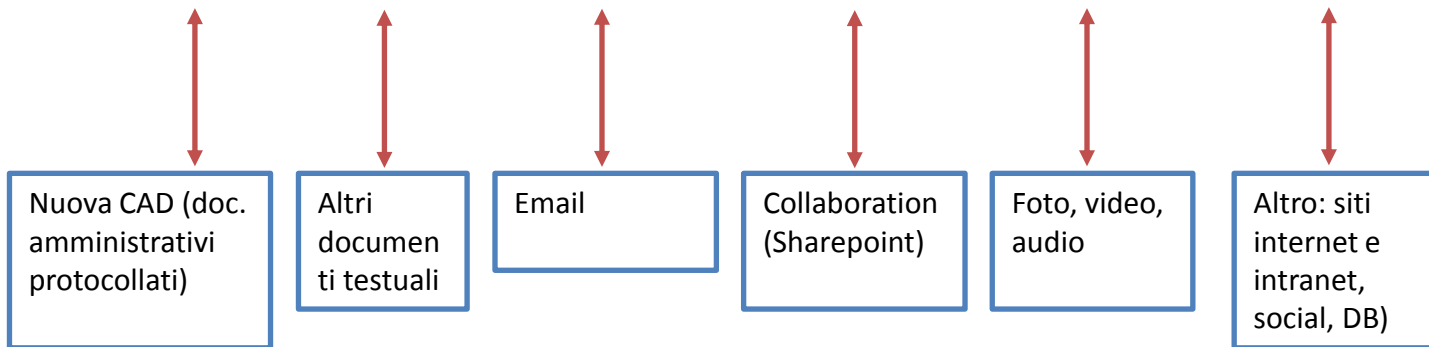 Nuova CAD (doc.
amministrativi
protocollati)
Altri
documen
ti testuali
Email
Collaboration
(Sharepoint)
Foto, video,
audio
Altro: siti
internet e
intranet,
social, DB)